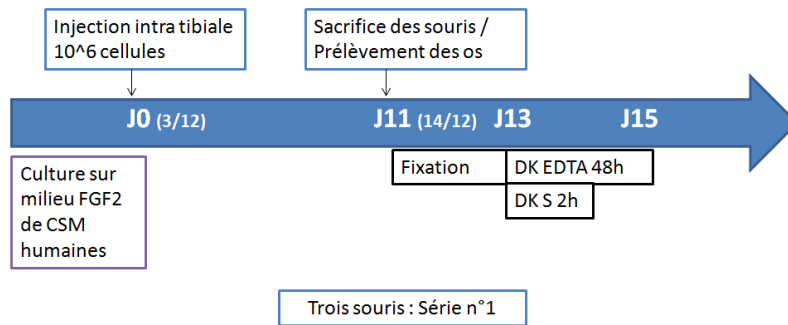 Injection intra tibiale
10^6 cellules
Sacrifice des souris /
Prélèvement des os
J0 (3/12) J11 (14/12) J13 J15
Culture sur
milieu FGF2
de CSM
humaines
Fixation DK EDTA 48h
DK S 2h
Trois souris : Série n°1